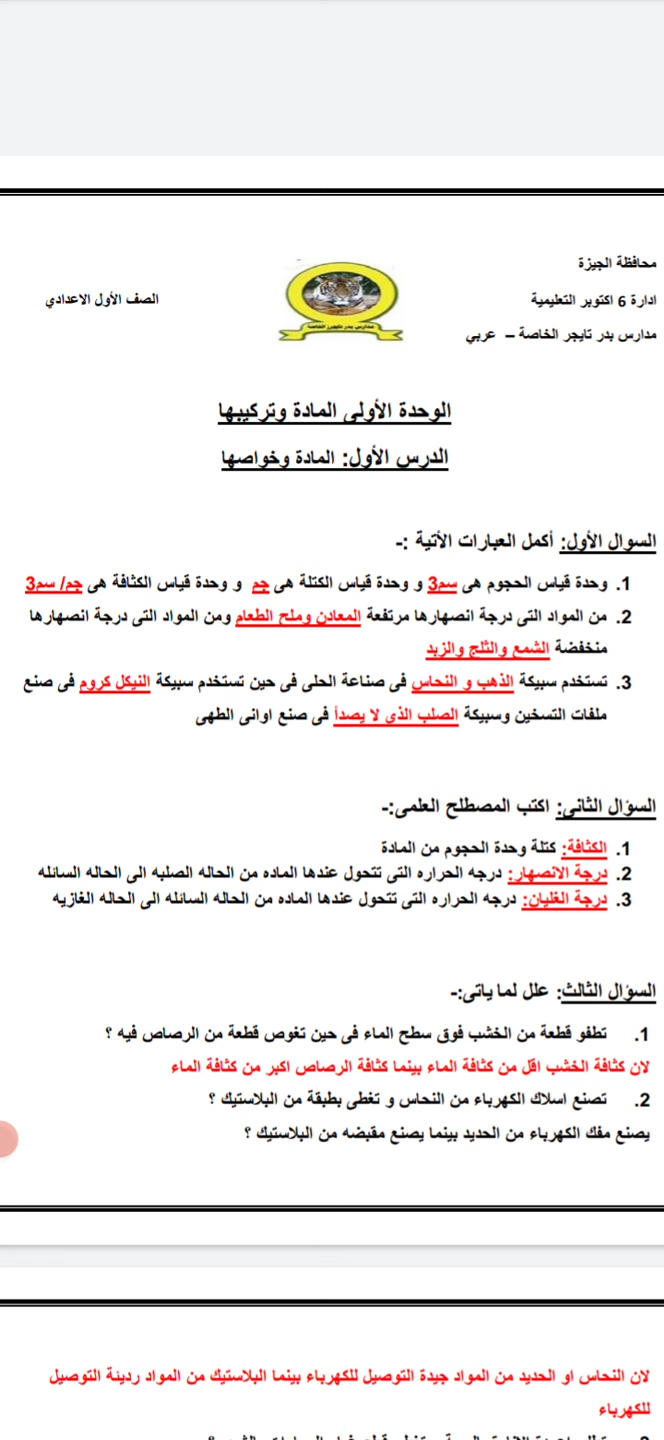 محافظة الجيزة
ادارة 6 اكتوبر التعليمية
الصف الأول الاعدادي
مدارس بدر تايجر الخاصة – عربي
الوحدة الأولى المادة وتركيبها
الدرس الأول: المادة وخواصها
السوال الأول: أكمل العبارات الأتية :-
1. وحدة قياس الحجوم هى سم3 و وحدة قياس الكتلة هى جم و وحدة قياس الكثافة هى جم/ سم3
2. من المواد التى درجة انصهارها مرتفعة المعادن وملح الطعام ومن المواد التى درجة انصهارها
منخفضة الشمع والثلج والزبد
3. تستخدم سبيكة الذهب و النحاس فى صناعة الحلى فى حين تستخدم سبيكة النيكل كروم فى صنع
ملفات التسخين وسبيكة الصلب الذى لا يصدأ فى صنع اوانى الطهى
السؤال الثانى: اكتب المصطلح العلمى:-
1. الكثافة: كتلة وحدة الحجوم من المادة
2. درجة الانصهار: درجه الحراره التى تتحول عندها الماده من الحاله الصلبه الى الحاله السائله
3. درجة الغليان: درجه الحراره التى تتحول عندها الماده من الحاله السائله الى الحاله الغازيه
السؤال الثالث: علل لما ياتى:-
1. تطفو قطعة من الخشب فوق سطح الماء فى حين تغوص قطعة من الرصاص فيه ؟
لان كثافة الخشب اقل من كثافة الماء بينما كثافة الرصاص اكبر من كثافة الماء
2. تصنع اسلاك الكهرباء من النحاس و تغطى بطبقة من البلاستيك ؟
يصنع مفك الكهرباء من الحديد بينما يصنع مقبضه من البلاستيك ؟
لان النحاس او الحديد من المواد جيدة التوصيل للكهرباء بينما البلاستيك من المواد رديئة التوصيل
للكهرباء